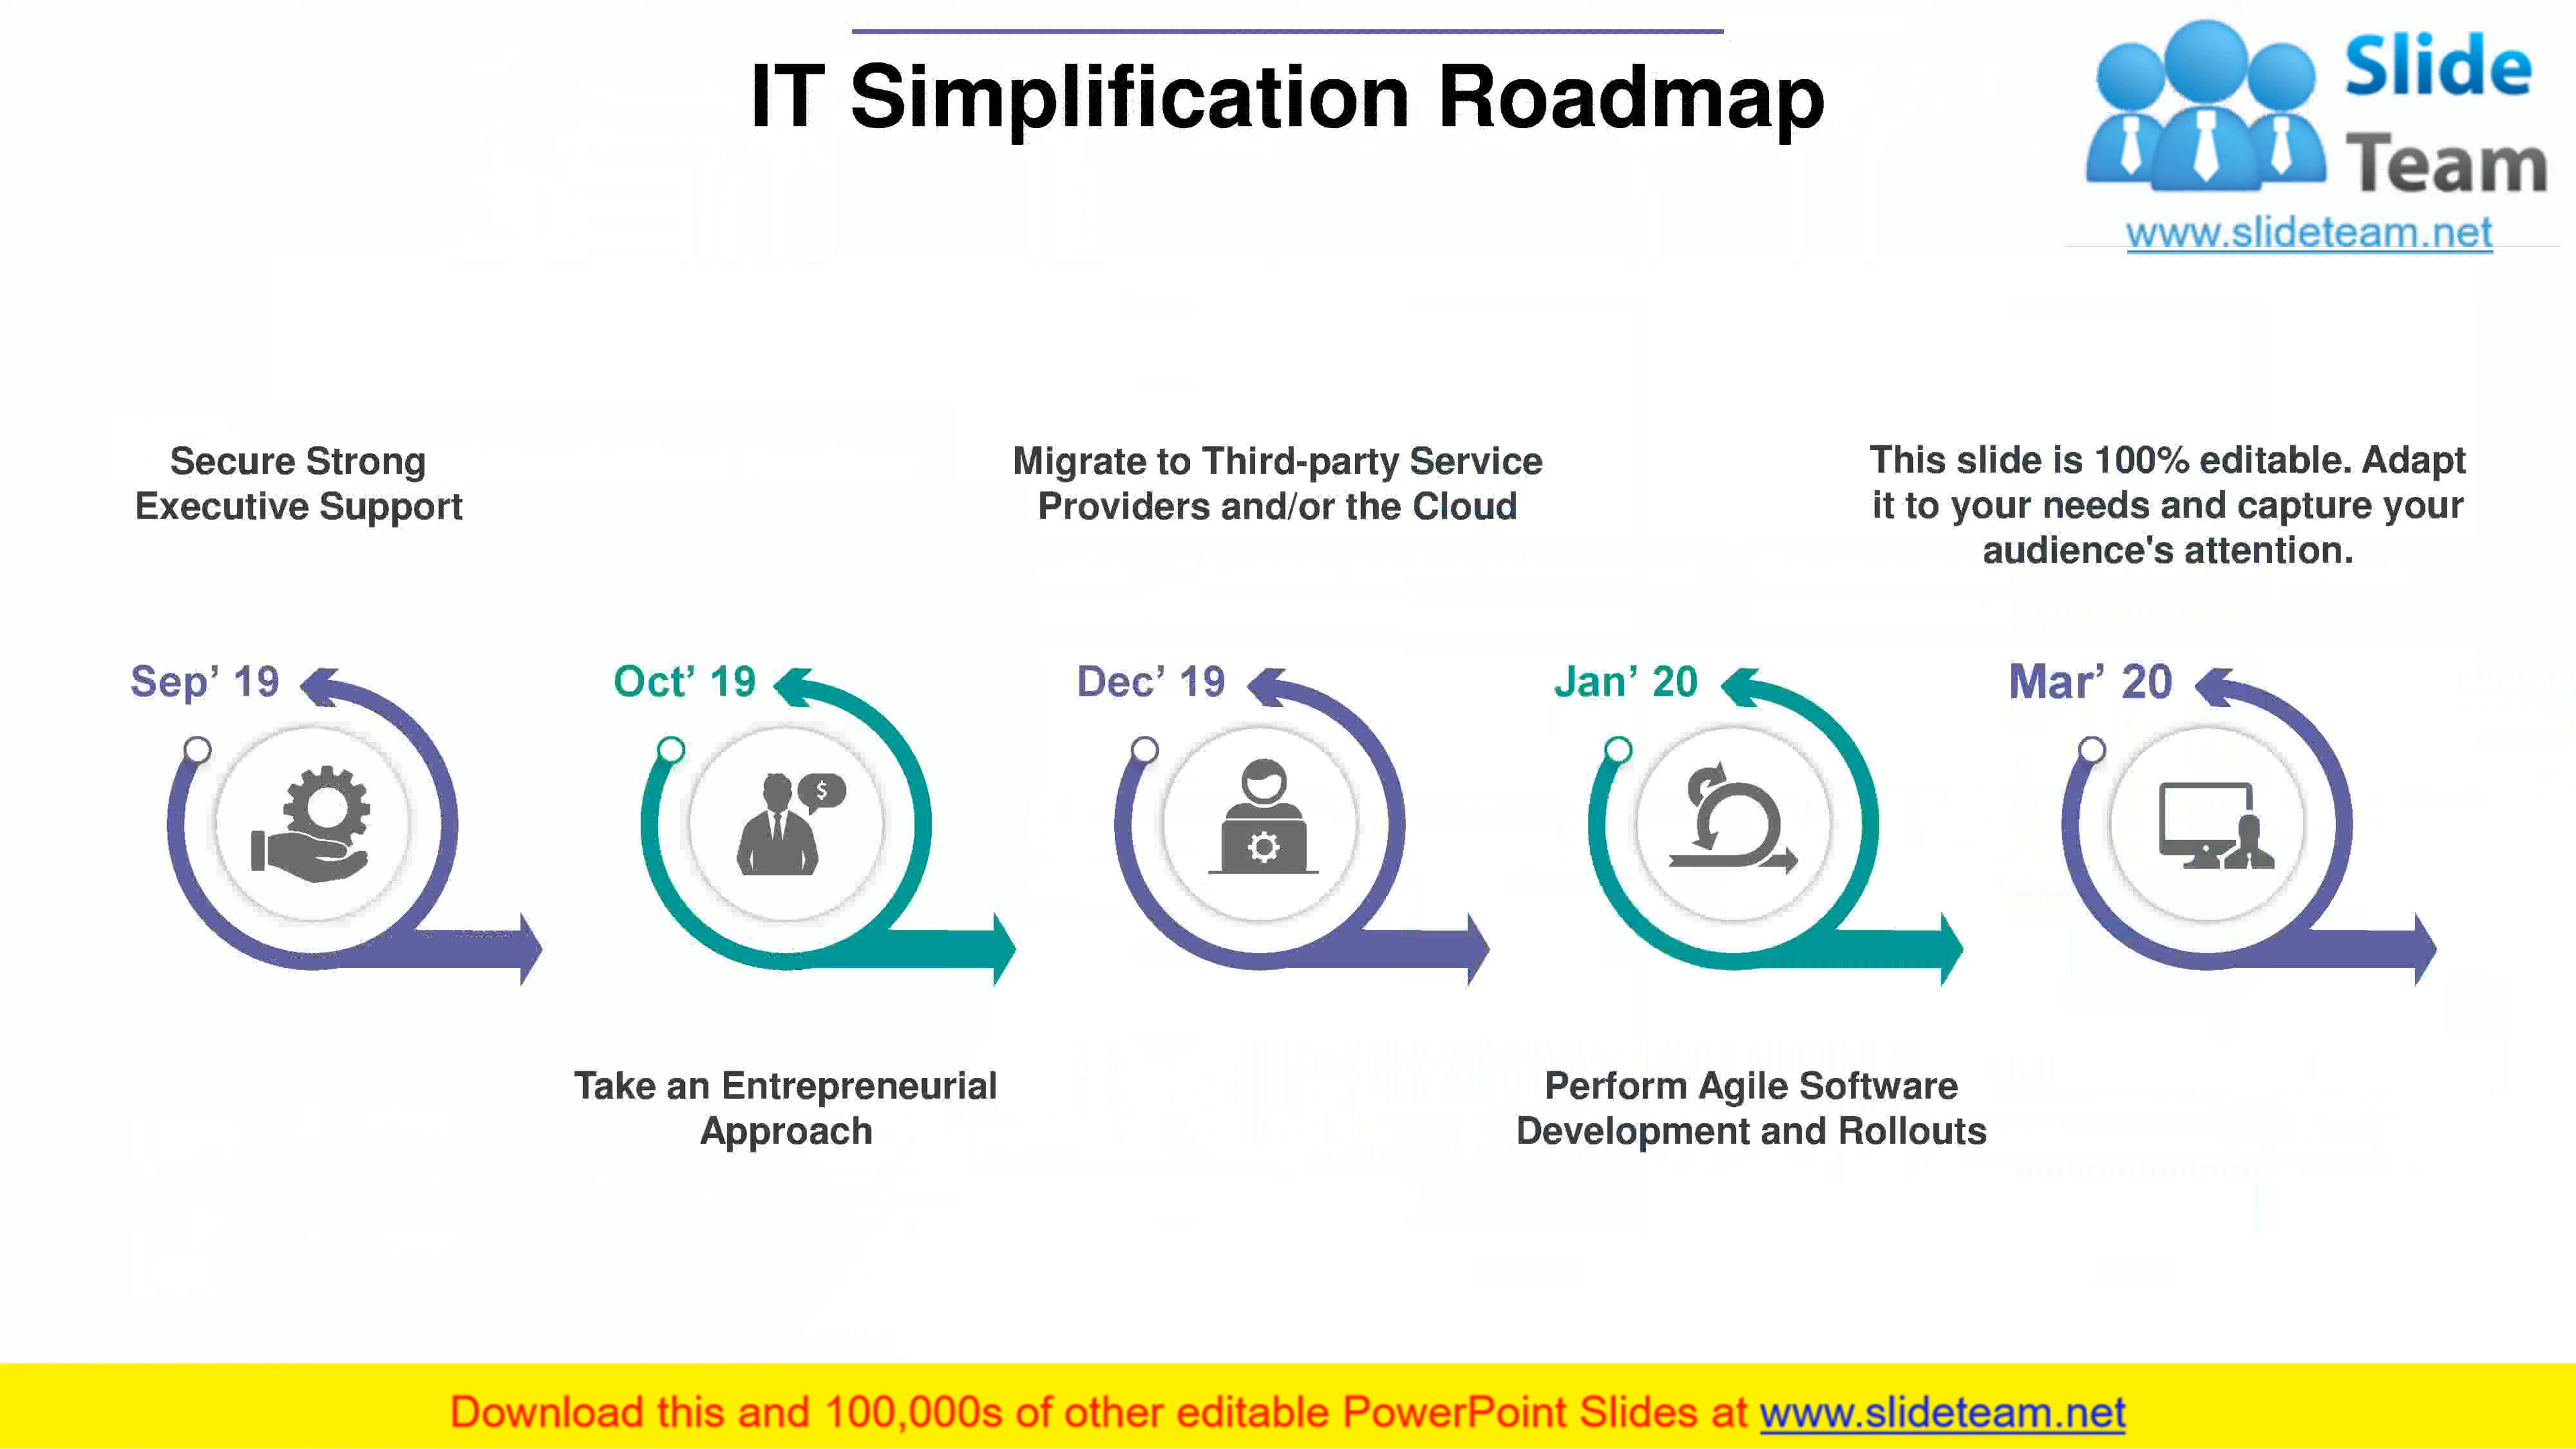 IT Simplification Roadmap
Slide
Team
www.slideteam.net
Secure Strong
Executive Support
Migrate to Third-party Service
Providers and/or the Cloud
This slide is 100% editable. Adapt
it to your needs and capture your
audience's attention.
Sep’ 19
Oct’ 19
Dec’ 19
Jan’ 20
Mar’ 20
$
Take an Entrepreneurial
Approach
Perform Agile Software
Development and Rollouts
Download this and 100,000s of other editable PowerPoint Slides at www.slideteam.net